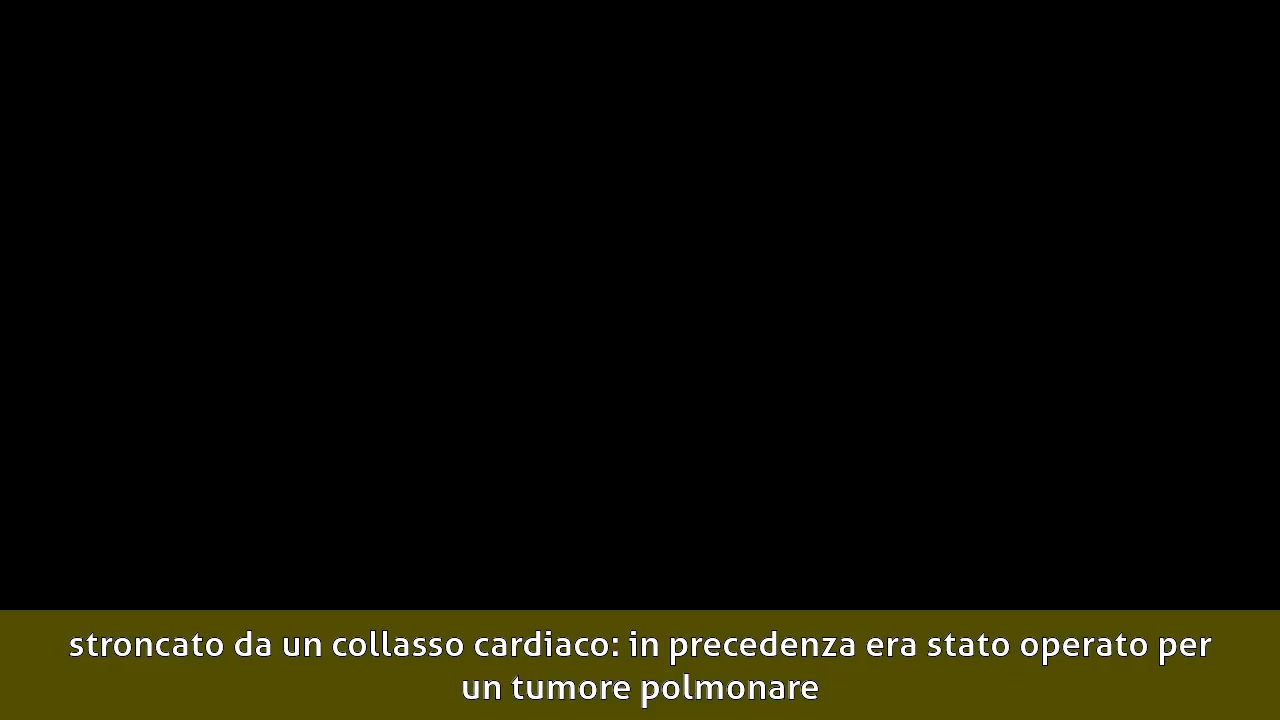 stroncato da un collasso cardiaco: in precedenza era stato operato per
un tumore polmonare